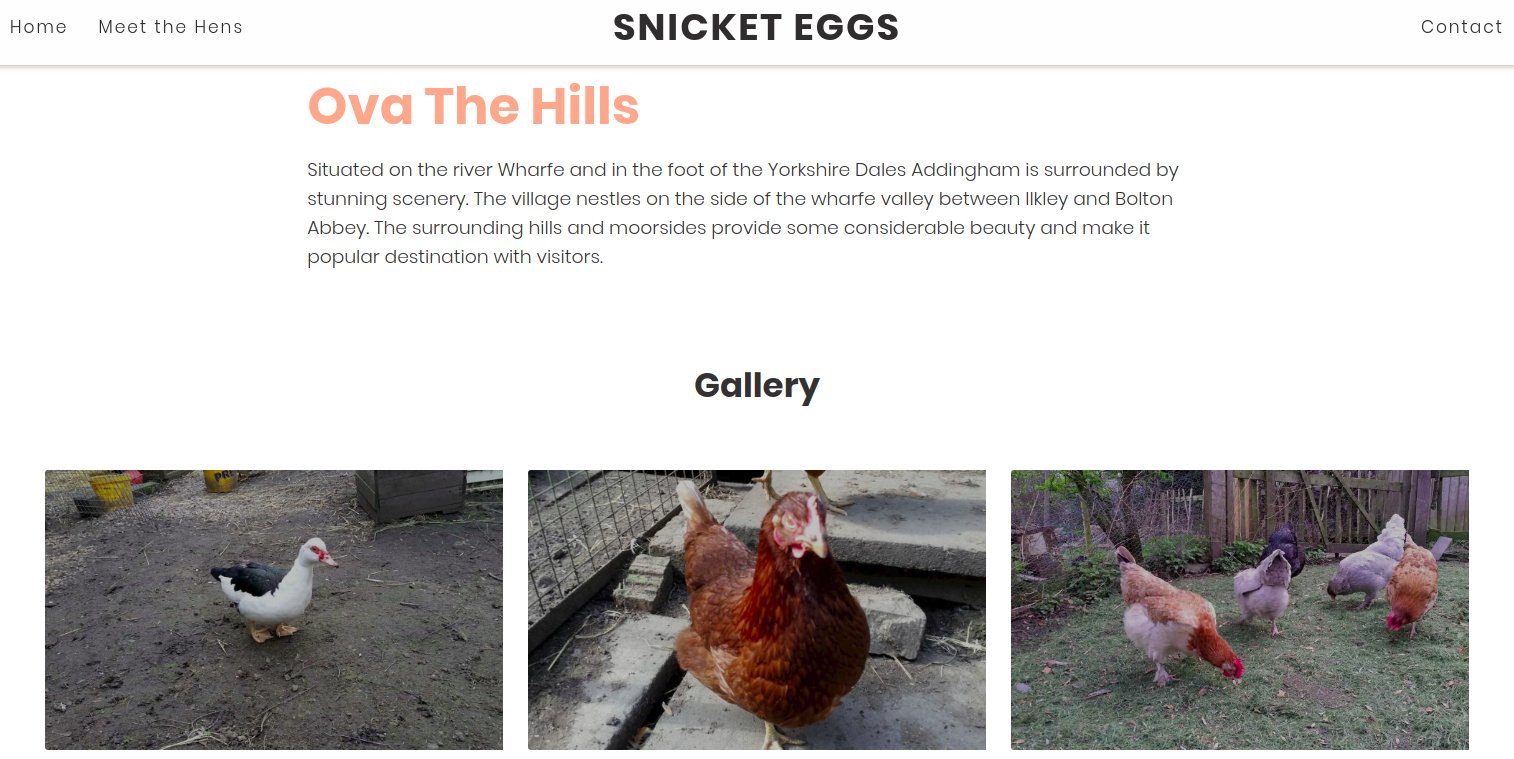 Home Meet the Hens SNICKET EGGS Contact
Ova The Hills
Situated on the river Wharfe and in the foot of the Yorkshire Dales Addingham is surrounded by
stunning scenery. The village nestles on the side of the wharfe valley between Ilkley and Bolton
Abbey. The surrounding hills and moorsides provide some considerable beauty and make it
popular destination with visitors.
Gallery